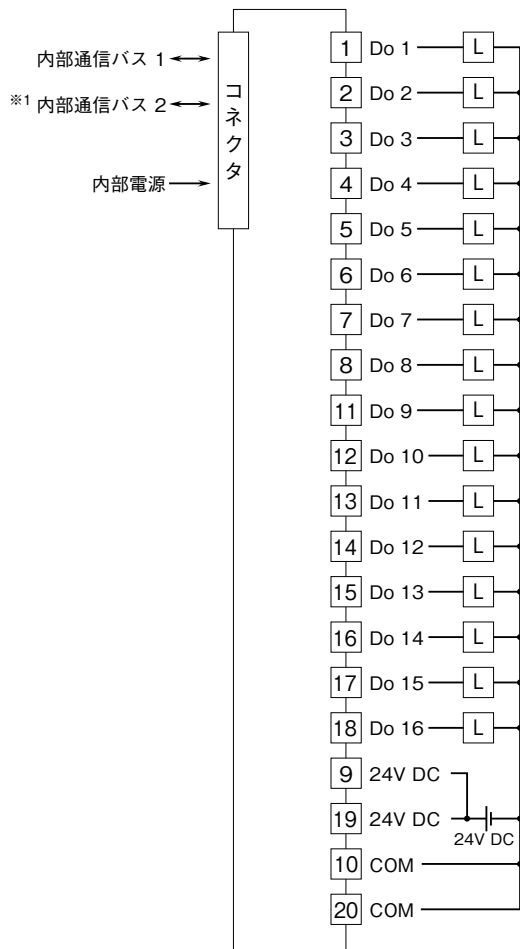 内部通信バス 1
※1 内部通信バス 2
内部電源
コネクタ
1 Do 1 L
2 Do 2 L
3 Do 3 L
4 Do 4 L
5 Do 5 L
6 Do 6 L
7 Do 7 L
8 Do 8 L
11 Do 9 L
12 Do 10 L
13 Do 11 L
14 Do 12 L
15 Do 13 L
16 Do 14 L
17 Do 15 L
18 Do 16 L
9 24V DC
19 24V DC
24V DC
10 COM
20 COM